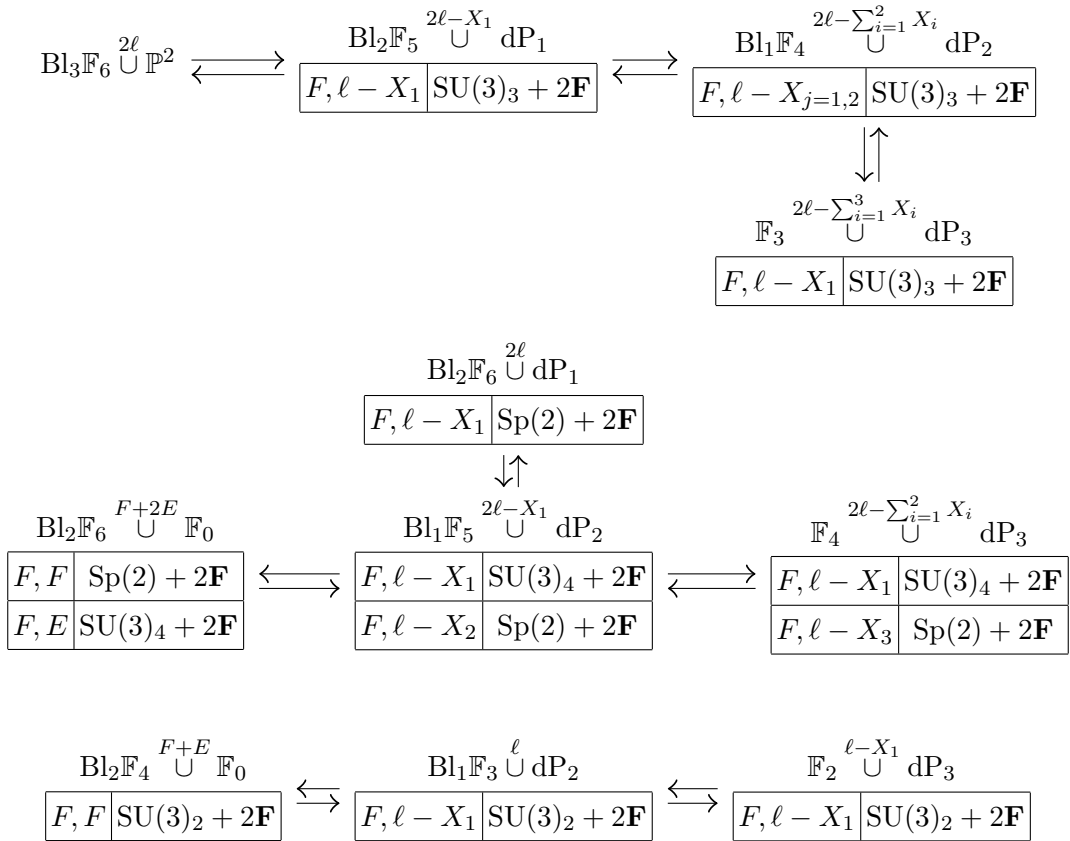 Bl₃𝔽₆ ∪^{2ℓ} ℙ² ⇌ Bl₂𝔽₅ ∪^{2ℓ−X₁} dP₁ ⇌ Bl₁𝔽₄ ∪^{2ℓ−∑_{i=1}^{2} X_i} dP₂
F, ℓ − X₁ | SU(3)₃ + 2𝐅
F, ℓ − X_{j=1,2} | SU(3)₃ + 2𝐅
𝔽₃ ∪^{2ℓ−∑_{i=1}^{3} X_i} dP₃
F, ℓ − X₁ | SU(3)₃ + 2𝐅
Bl₂𝔽₆ ∪^{2ℓ} dP₁
F, ℓ − X₁ | Sp(2) + 2𝐅
Bl₂𝔽₆ ∪^{F+2E} 𝔽₀ ⇌ Bl₁𝔽₅ ∪^{2ℓ−X₁} dP₂ ⇌ 𝔽₄ ∪^{2ℓ−∑_{i=1}^{2} X_i} dP₃
F, F | Sp(2) + 2𝐅
F, E | SU(3)₄ + 2𝐅
F, ℓ − X₁ | SU(3)₄ + 2𝐅
F, ℓ − X₂ | Sp(2) + 2𝐅
F, ℓ − X₁ | SU(3)₄ + 2𝐅
F, ℓ − X₃ | Sp(2) + 2𝐅
Bl₂𝔽₄ ∪^{F+E} 𝔽₀ ⇌ Bl₁𝔽₃ ∪^{ℓ} dP₂ ⇌ 𝔽₂ ∪^{ℓ−X₁} dP₃
F, F | SU(3)₂ + 2𝐅
F, ℓ − X₁ | SU(3)₂ + 2𝐅
F, ℓ − X₁ | SU(3)₂ + 2𝐅